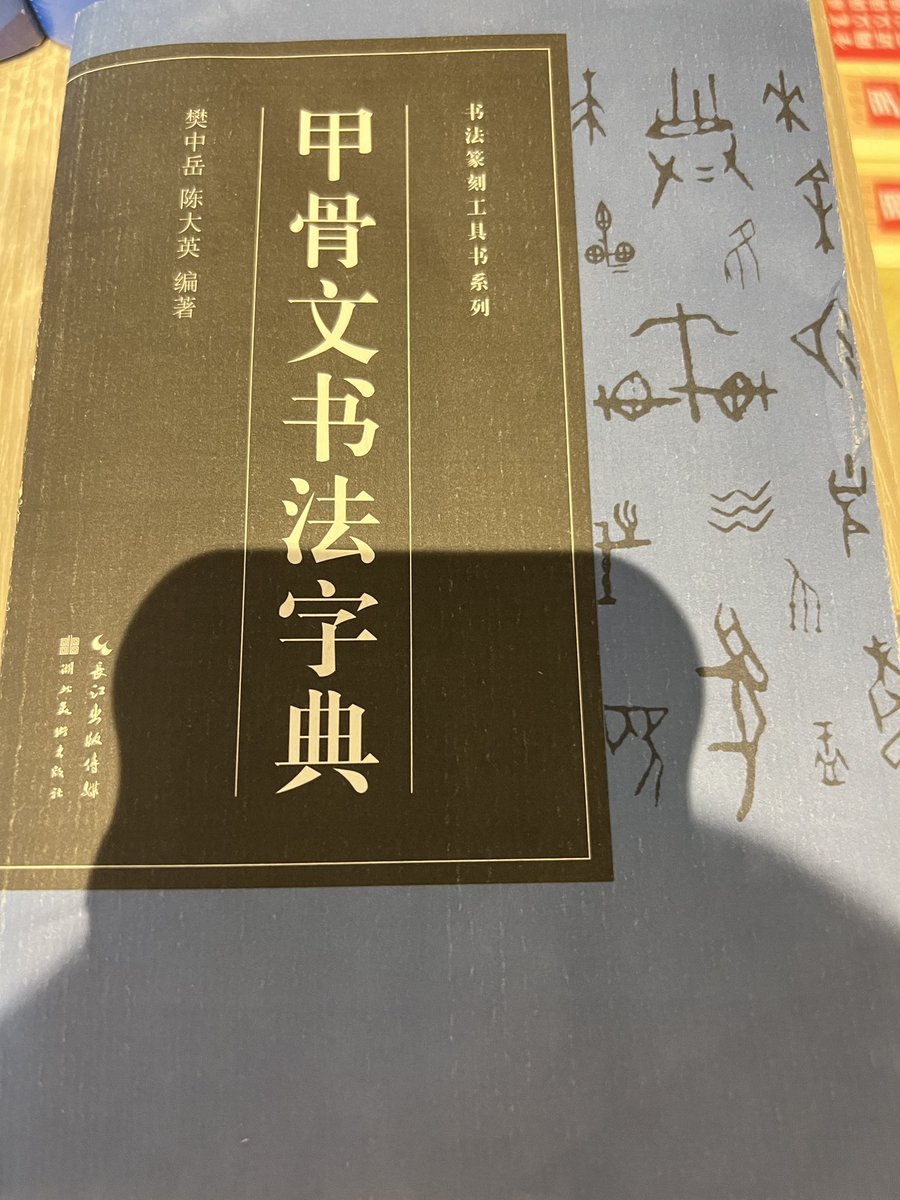 书法篆刻工具书系列
甲骨文书法字典
樊中岳 陈大英 编著
长江出版传媒
湖北美术出版社